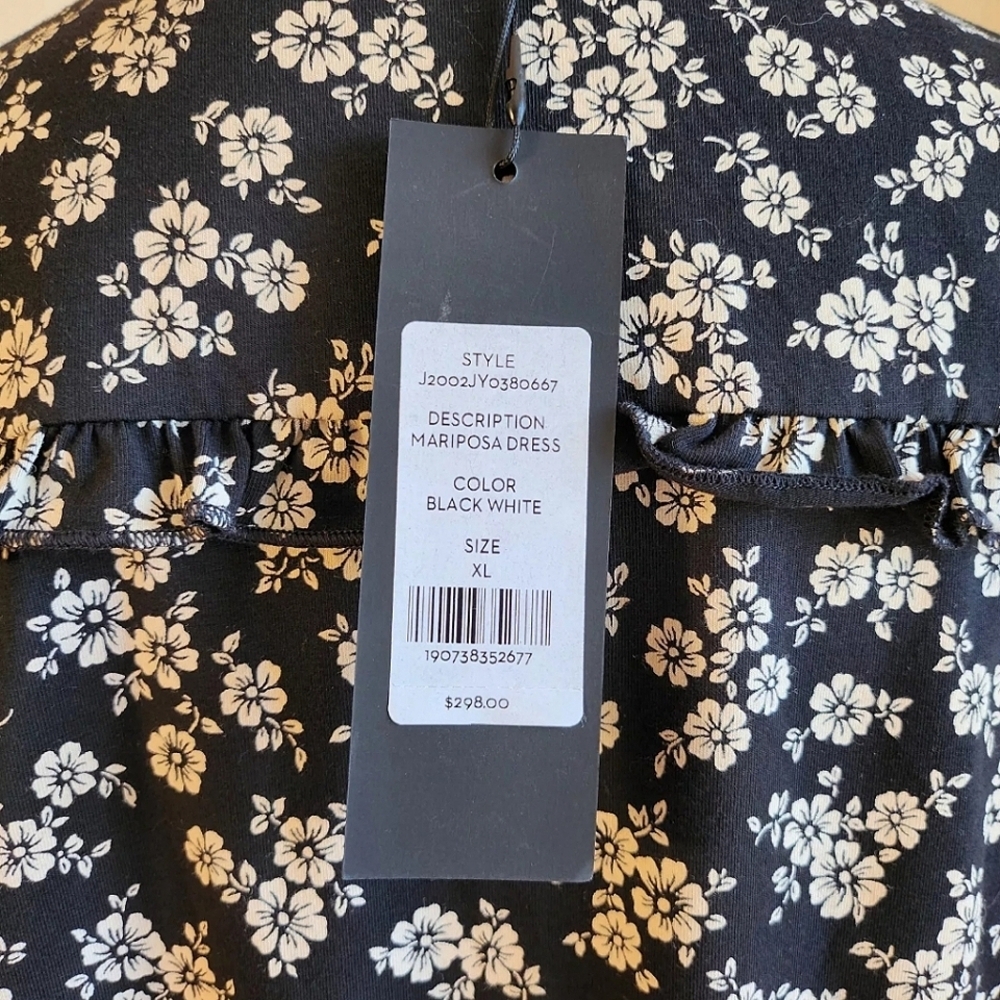 STYLE
J2002JY0380667
DESCRIPTION
MARIPOSA DRESS
COLOR
BLACK WHITE
SIZE
XL
190738352677
$298.00